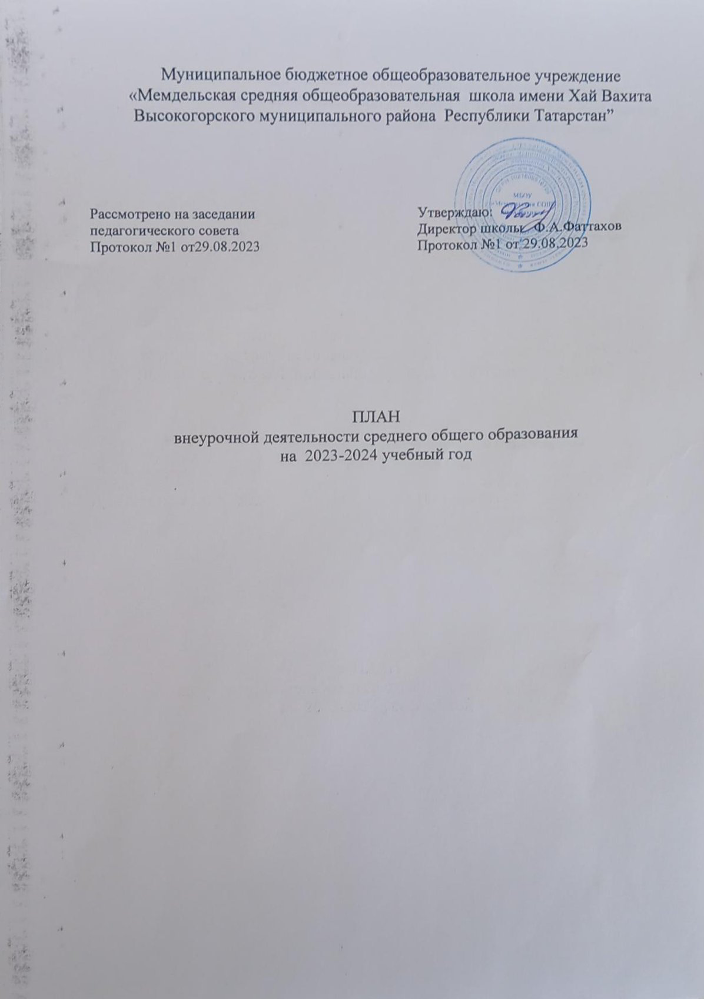 Муниципальное бюджетное общеобразовательное учреждение
«Мемдельская средняя общеобразовательная школа имени Хай Вахита
Высокогорского муниципального района Республики Татарстан”
Рассмотрено на заседании
педагогического совета
Протокол №1 от29.08.2023
МБОУ
Утверждаю:
Директор школы Ф.А.Фаттахов
Протокол №1 от 29.08.2023
ПЛАН
внеурочной деятельности среднего общего образования
на 2023-2024 учебный год